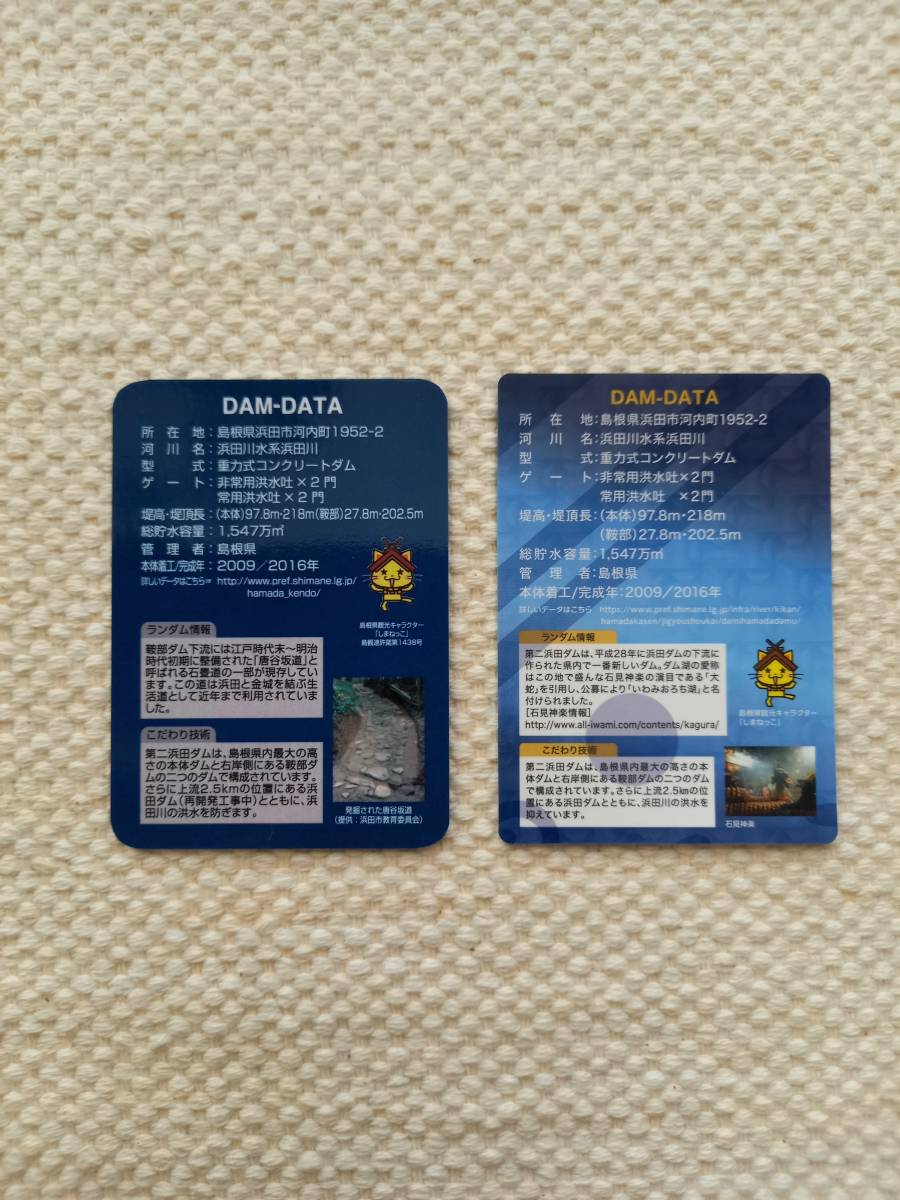 DAM-DATA
所在地：島根県浜田市河内町1952-2
河川名：浜田川水系浜田川
型式：重力式コンクリートダム
ゲート：非常用洪水吐×2門
常用洪水吐×2門
堤高・堤頂長：(本体)97.8m・218m(鞍部)27.8m・202.5m
総貯水容量：1,547万㎥
管理者：島根県
本体着工/完成年：2009／2016年
詳しいデータはこちら☞ http://www.pref.shimane.lg.jp/
hamada_kendo/
島根県観光キャラクター
「しまねっこ」
島観連許諾第1438号
ランダム情報
鞍部ダム下流には江戸時代末～明治
時代初期に整備された「唐谷坂道」と
呼ばれる石畳道の一部が現存してい
ます。この道は浜田と金城を結ぶ生
活道として近年まで利用されていま
した。
こだわり技術
第二浜田ダムは、島根県内最大の高
さの本体ダムと右岸側にある鞍部ダ
ムの二つのダムで構成されています。
さらに上流2.5kmの位置にある浜
田ダム(再開発工事中)とともに、浜
田川の洪水を防ぎます。
発掘された唐谷坂道
(提供：浜田市教育委員会)
DAM-DATA
所在地：島根県浜田市河内町1952-2
河川名：浜田川水系浜田川
型式：重力式コンクリートダム
ゲート：非常用洪水吐×2門
常用洪水吐 ×2門
堤高・堤頂長：(本体)97.8m・218m
(鞍部)27.8m・202.5m
総貯水容量：1,547万㎥
管理者：島根県
本体着工/完成年：2009／2016年
詳しいデータはこちら https://www.pref.shimane.lg.jp/infra/river/kikan/
hamadakasen/jigyoushoukai/dainihamadadamu/
ランダム情報
第二浜田ダムは、平成28年に浜田ダムの下流に
作られた県内で一番新しいダム。ダム湖の愛称
はこの地で盛んな石見神楽の演目である「大
蛇」を引用し、公募により「いわみおろち湖」と名
付けられました。
[石見神楽情報]
http://www.all-iwami.com/contents/kagura/
島根県観光キャラクター
「しまねっこ」
こだわり技術
第二浜田ダムは、島根県内最大の高さの本
体ダムと右岸側にある鞍部ダムの二つのダム
で構成されています。さらに上流2.5kmの位
置にある浜田ダムとともに、浜田川の洪水を
抑えています。
石見神楽